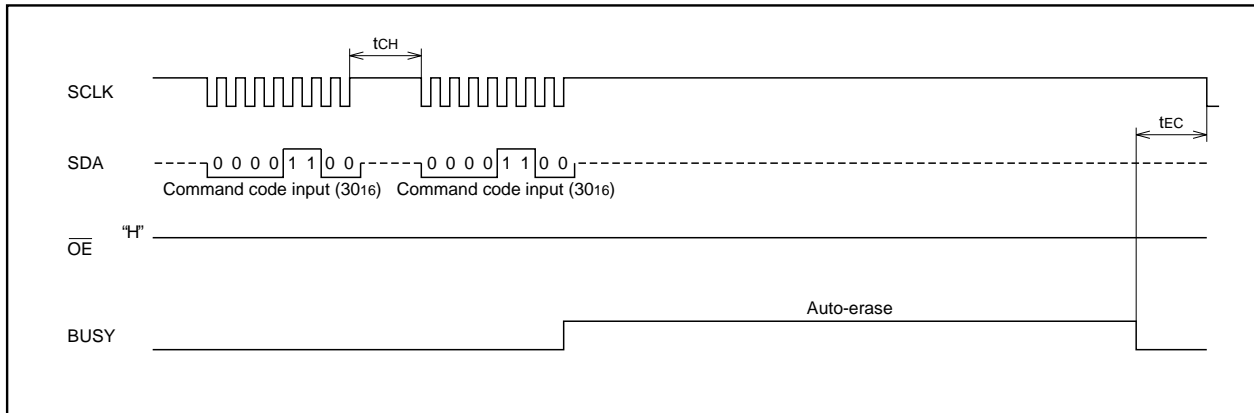 tCH
SCLK
tEC
SDA
0 0 0 0 1 1 0 0
0 0 0 0 1 1 0 0
Command code input (3016)
Command code input (3016)
“H”
OE
Auto-erase
BUSY